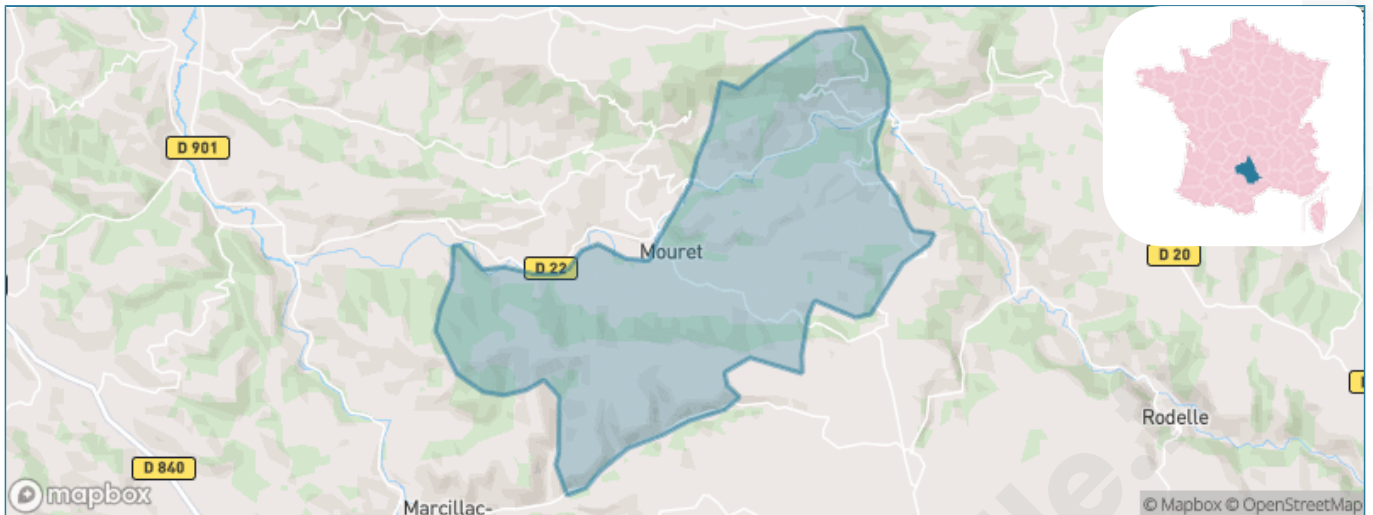 D 901
Mouret
D 22
D 20
Rodelle
D 840
mapbox
Marcillac-
© Mapbox © OpenStreetMap